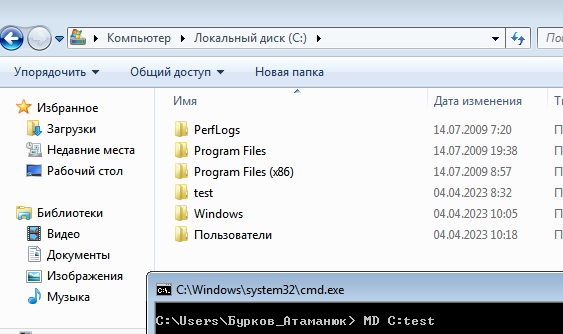 Компьютер ▸ Локальный диск (C:) ▸
Упорядочить ▾ Общий доступ ▾ Новая папка
Избранное
Загрузки
Недавние места
Рабочий стол
Библиотеки
Видео
Документы
Изображения
Музыка
Имя Дата изменения
PerfLogs 14.07.2009 7:20 П
Program Files 14.07.2009 19:38 П
Program Files (x86) 14.07.2009 8:57 П
test 04.04.2023 8:32 П
Windows 04.04.2023 10:05 П
Пользователи 04.04.2023 10:18 П
C:\Windows\system32\cmd.exe
C:\Users\Бурков_Атаманюк> MD C:test